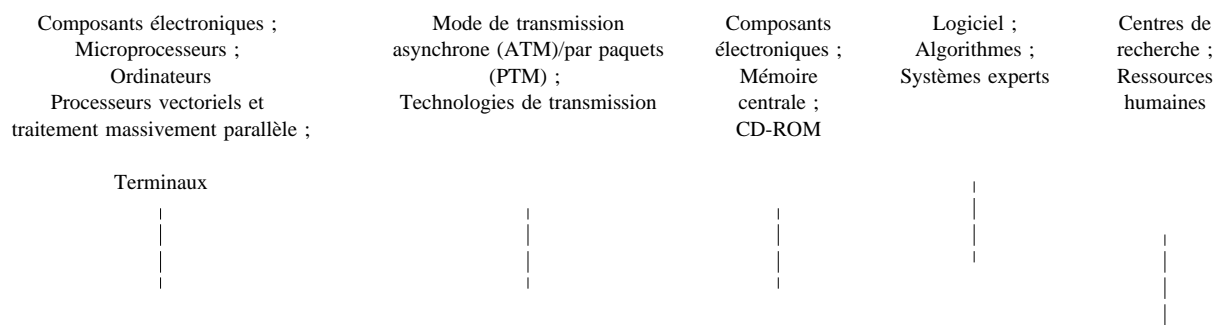 Composants électroniques ;
Microprocesseurs ;
Ordinateurs
Processeurs vectoriels et
traitement massivement parallèle ;
Terminaux
Mode de transmission
asynchrone (ATM)/par paquets
(PTM) ;
Technologies de transmission
Composants
électroniques ;
Mémoire
centrale ;
CD-ROM
Logiciel ;
Algorithmes ;
Systèmes experts
Centres de
recherche ;
Ressources
humaines